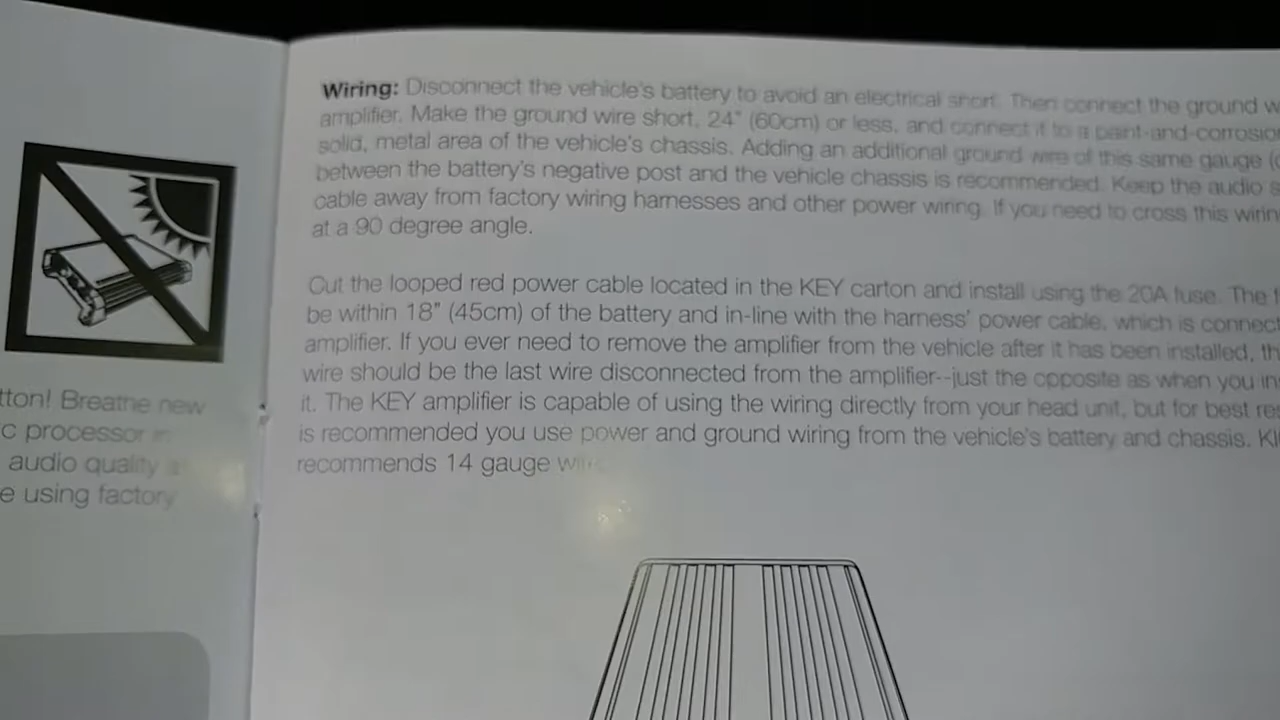 Wiring: Disconnect the vehicle's battery to avoid an electrical short. Then connect the ground
amplifier. Make the ground wire short, 24" (60cm) or less, and connect it to a paint-and-corrosion
solid, metal area of the vehicle's chassis. Adding an additional ground wire of this same gauge
between the battery's negative post and the vehicle chassis is recommended. Keep the audio
cable away from factory wiring harnesses and other power wiring. If you need to cross this
at a 90 degree angle.
Cut the looped red power cable located in the KEY carton and install using the 20A fuse. The
be within 18" (45cm) of the battery and in-line with the harness' power cable, which is
amplifier. If you ever need to remove the amplifier from the vehicle after it has been installed,
wire should be the last wire disconnected from the amplifier--just the opposite as when you
it. The KEY amplifier is capable of using the wiring directly from your head unit, but for best
is recommended you use power and ground wiring from the vehicle's battery and chassis.
recommends 14 gauge
tton! Breathe new
c processor in
audio quality
e using factory